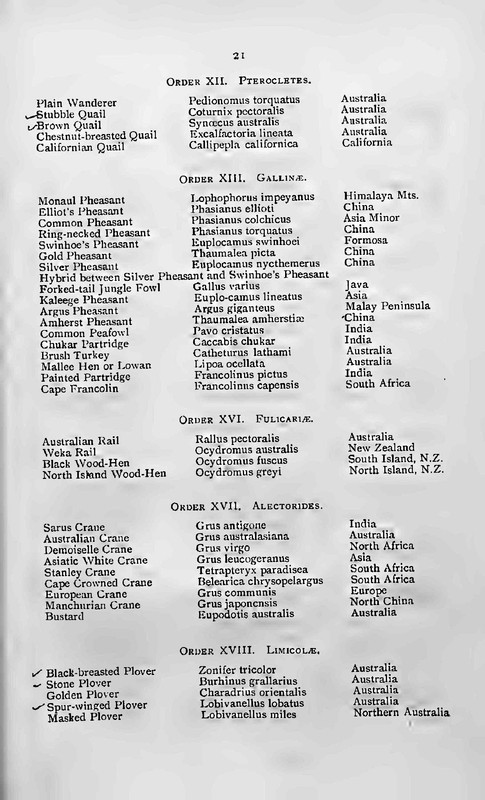 21
ORDER XII. PTEROCLETES.
Plain Wanderer Pedionomus torquatus Australia
Stubble Quail Coturnix pectoralis Australia
Brown Quail Synœcus australis Australia
Chestnut-breasted Quail Excalfactoria lineata Australia
Californian Quail Callipepla californica California
ORDER XIII. GALLINÆ.
Monaul Pheasant Lophophorus impeyanus Himalaya Mts.
Elliot's Pheasant Phasianus ellioti China
Common Pheasant Phasianus colchicus Asia Minor
Ring-necked Pheasant Phasianus torquatus China
Swinhoe's Pheasant Euplocamus swinhoei Formosa
Gold Pheasant Thaumalea picta China
Silver Pheasant Euplocamus nycthemerus China
Hybrid between Silver Pheasant and Swinhoe's Pheasant
Forked-tail Jungle Fowl Gallus varius Java
Kaleege Pheasant Euplo-camus lineatus Asia
Argus Pheasant Argus giganteus Malay Peninsula
Amherst Pheasant Thaumalea amherstiæ China
Common Peafowl Pavo cristatus India
Chukar Partridge Caccabis chukar India
Brush Turkey Catheturus lathami Australia
Mallee Hen or Lowan Lipoa ocellata Australia
Painted Partridge Francolinus pictus India
Cape Francolin Francolinus capensis South Africa
ORDER XVI. FULICARIÆ.
Australian Rail Rallus pectoralis Australia
Weka Rail Ocydromus australis New Zealand
Black Wood-Hen Ocydromus fuscus South Island, N.Z.
North Island Wood-Hen Ocydromus greyi North Island, N.Z.
ORDER XVII. ALECTORIDES.
Sarus Crane Grus antigone India
Australian Crane Grus australasiana Australia
Demoiselle Crane Grus virgo North Africa
Asiatic White Crane Grus leucogeranus Asia
Stanley Crane Tetrapteryx paradisea South Africa
Cape Crowned Crane Belearica chrysopelargus South Africa
European Crane Grus communis Europe
Manchurian Crane Grus japonensis North China
Bustard Eupodotis australis Australia
ORDER XVIII. LIMICOLÆ.
Black-breasted Plover Zonifer tricolor Australia
Stone Plover Burhinus grallarius Australia
Golden Plover Charadrius orientalis Australia
Spur-winged Plover Lobivanellus lobatus Australia
Masked Plover Lobivanellus miles Northern Australia